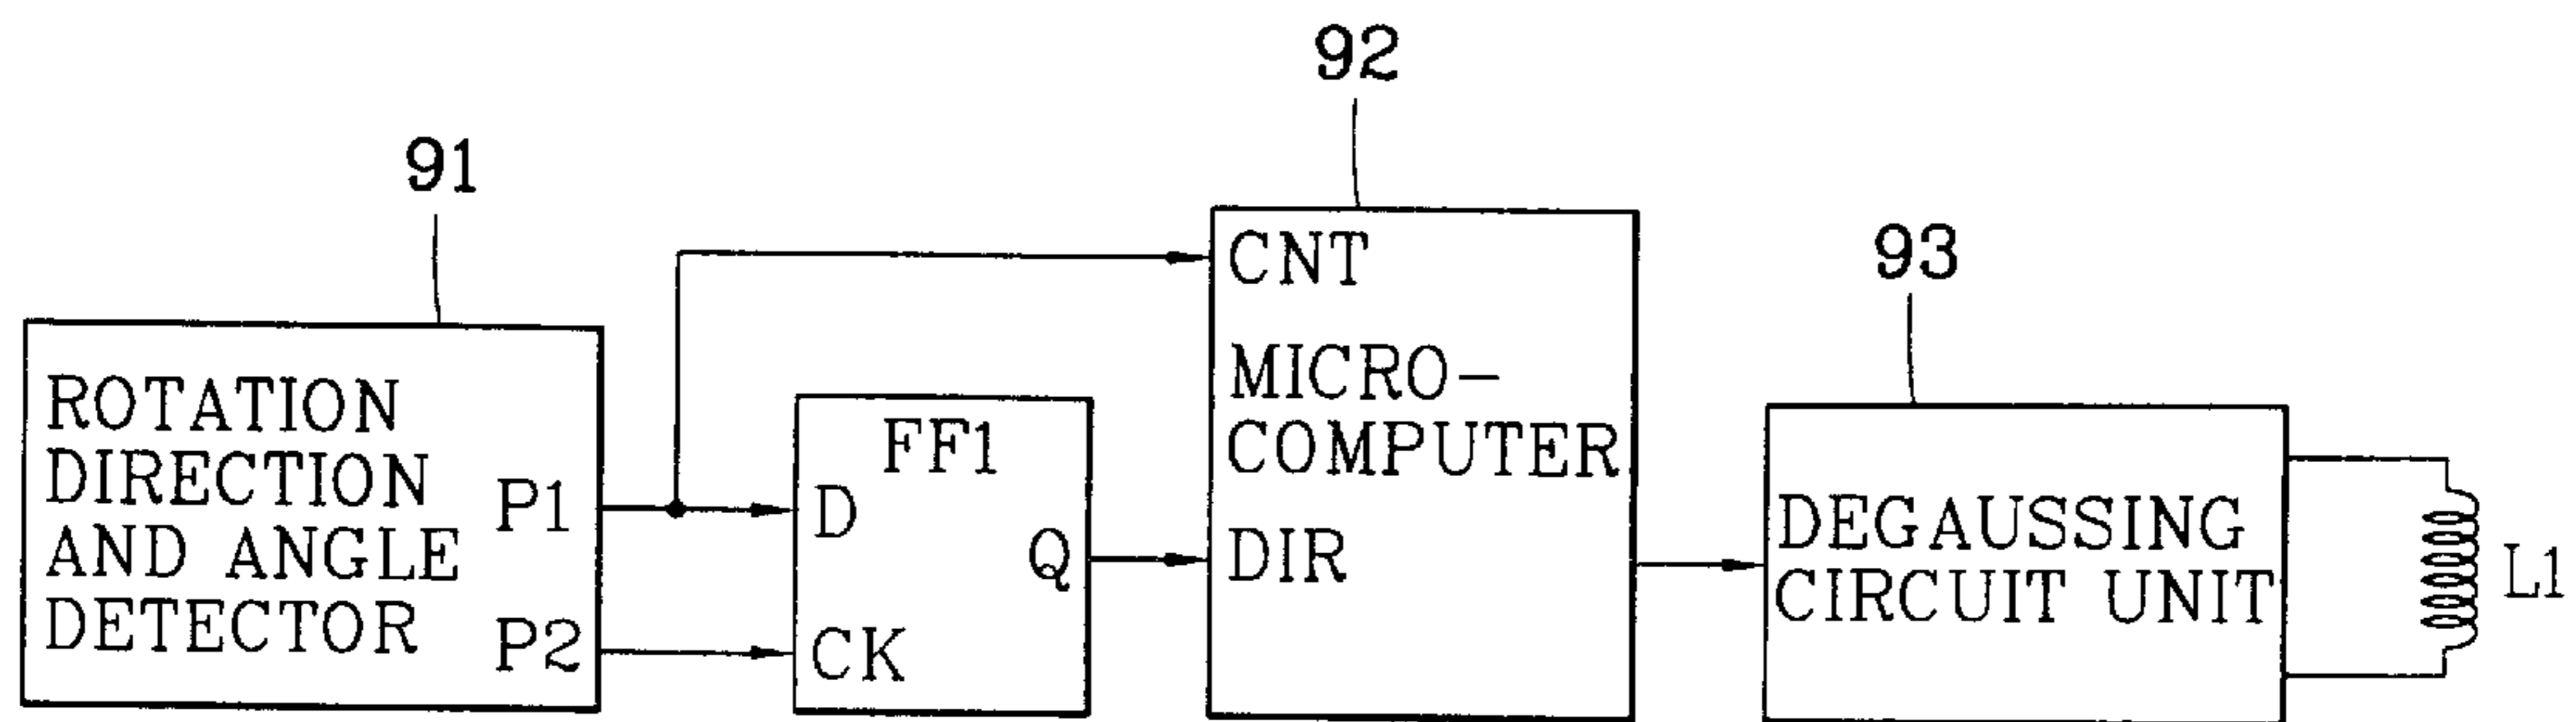 91
92
93
ROTATION
DIRECTION
AND ANGLE
DETECTOR
P1
P2
FF1
D
Q
CK
CNT
MICRO-
COMPUTER
DIR
DEGAUSSING
CIRCUIT UNIT
L1